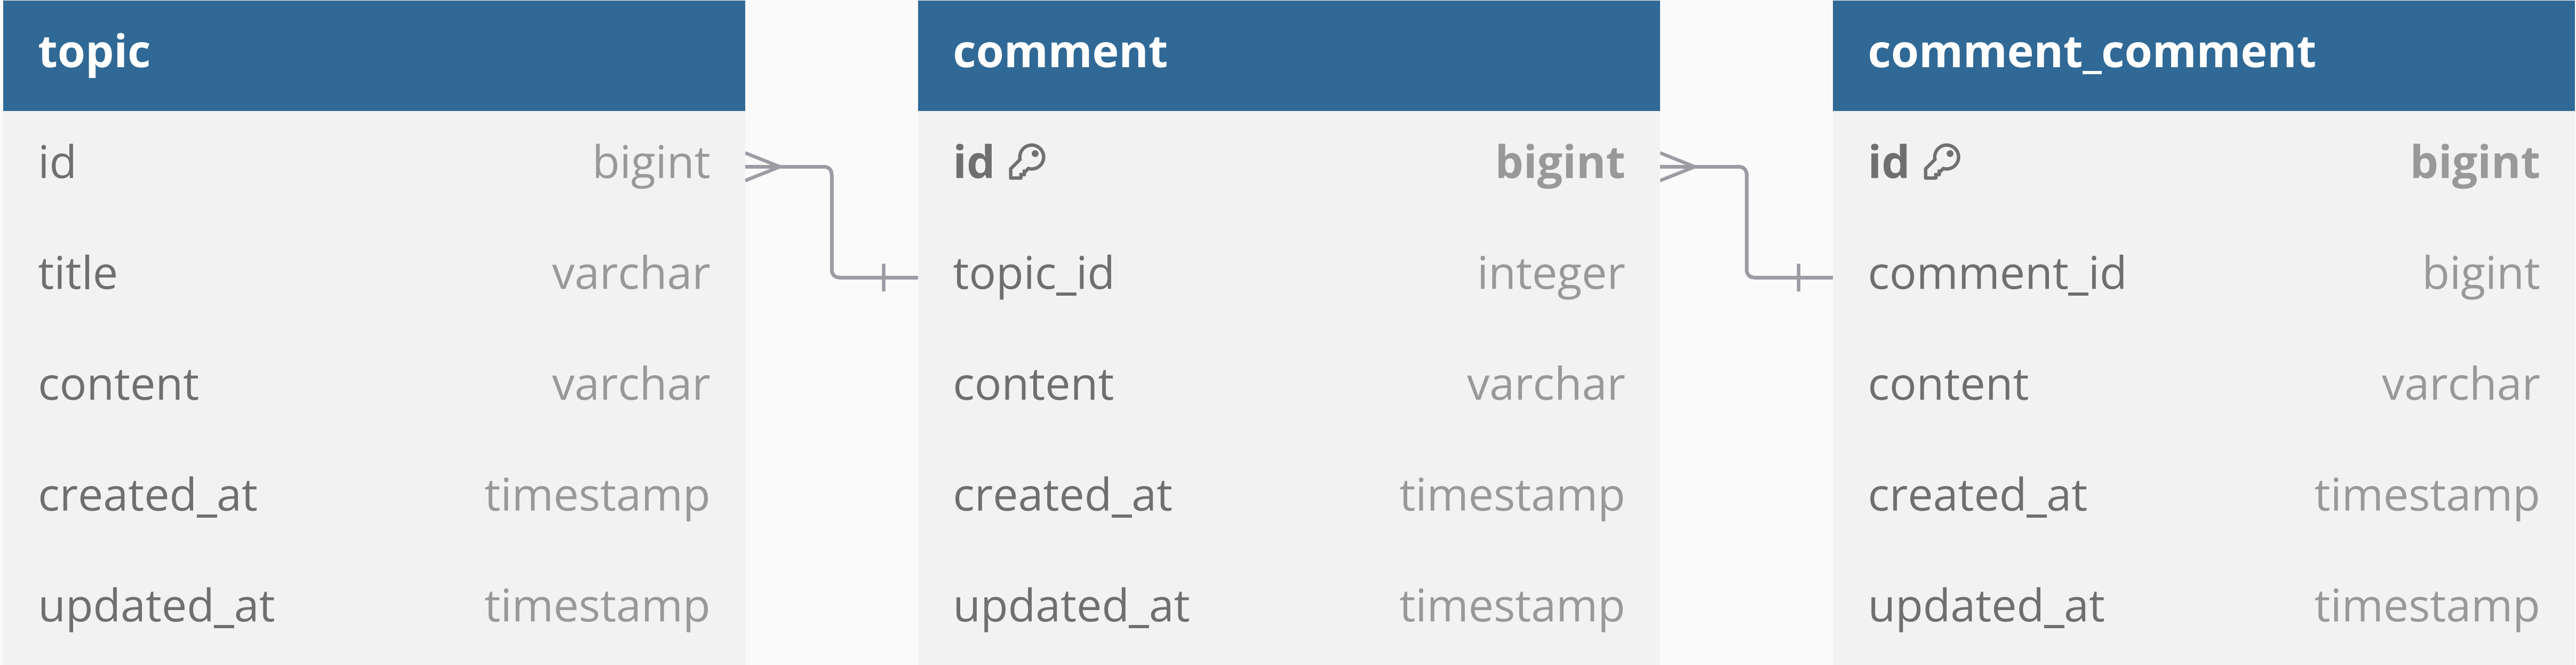 topic
id bigint
title varchar
content varchar
created_at timestamp
updated_at timestamp
comment
id bigint
topic_id integer
content varchar
created_at timestamp
updated_at timestamp
comment_comment
id bigint
comment_id bigint
content varchar
created_at timestamp
updated_at timestamp